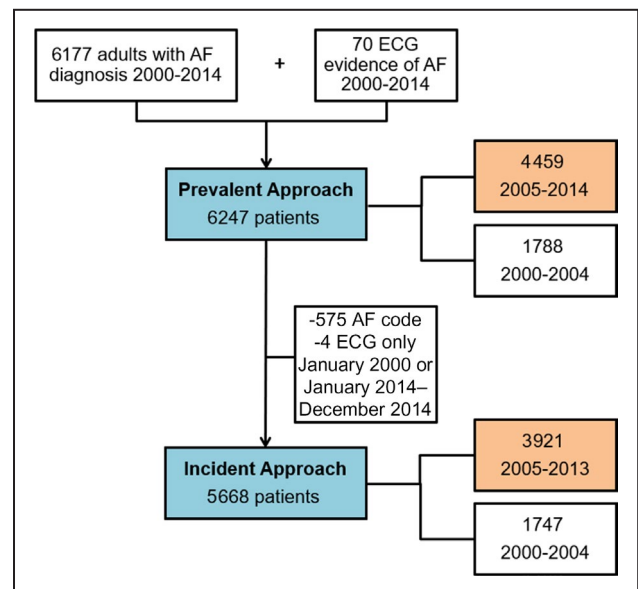 6177 adults with AF
diagnosis 2000-2014
+
70 ECG
evidence of AF
2000-2014
Prevalent Approach
6247 patients
4459
2005-2014
1788
2000-2004
-575 AF code
-4 ECG only
January 2000 or
January 2014–
December 2014
Incident Approach
5668 patients
3921
2005-2013
1747
2000-2004